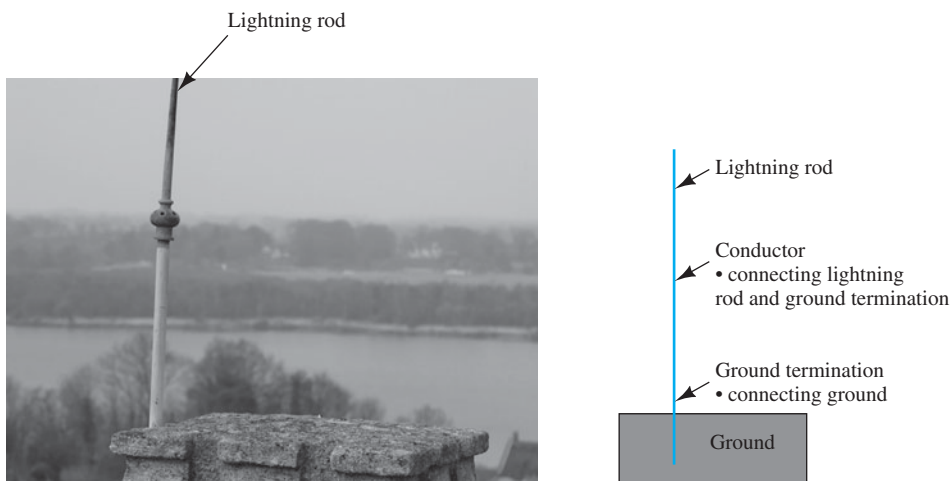 Lightning rod
Lightning rod
Conductor
• connecting lightning
rod and ground termination
Ground termination
• connecting ground
Ground